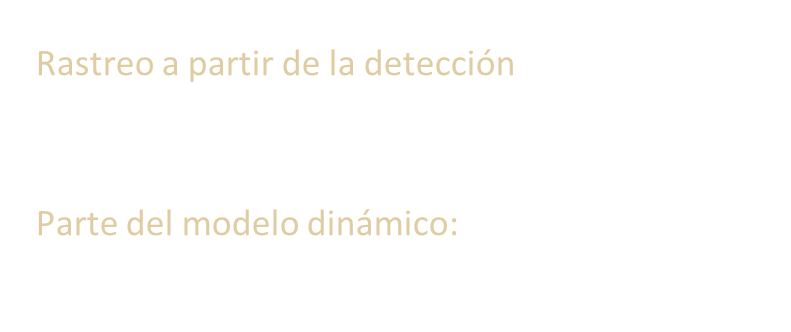 Rastreo a partir de la detección
Parte del modelo dinámico: